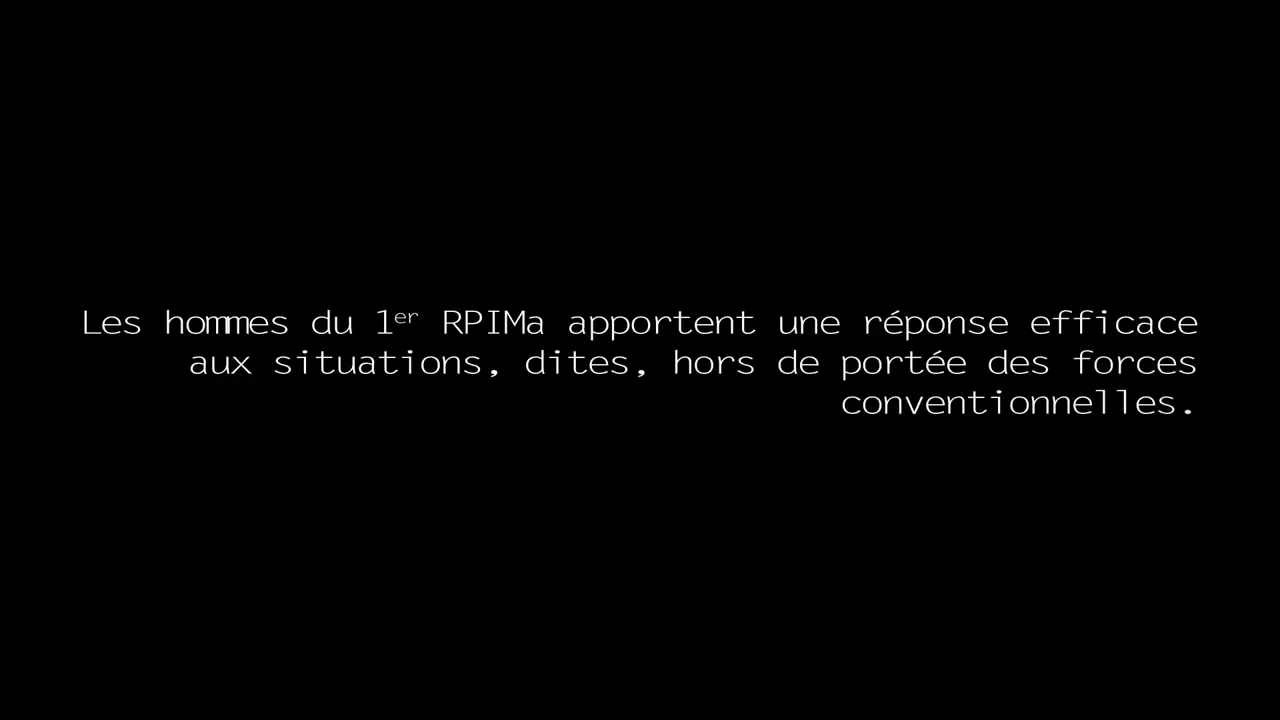 Les hommes du 1er RPIMa apportent une réponse efficace
aux situations, dites, hors de portée des forces
conventionnelles.